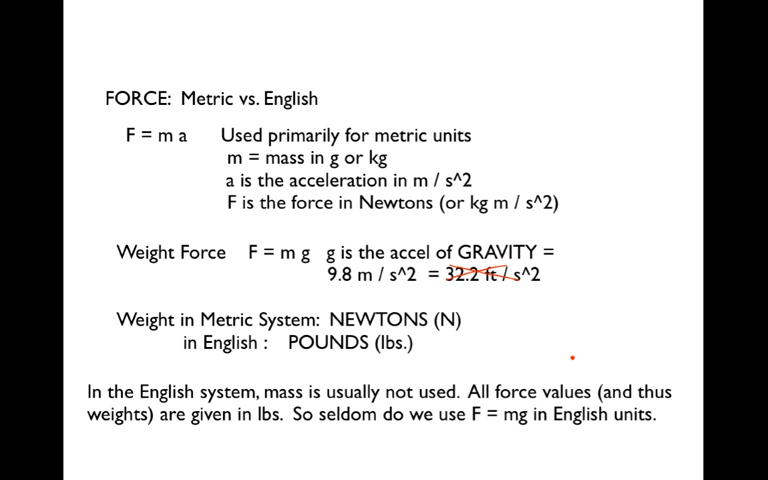 FORCE: Metric vs. English
F = m a Used primarily for metric units
m = mass in g or kg
a is the acceleration in m / s^2
F is the force in Newtons (or kg m / s^2)
Weight Force F = m g g is the accel of GRAVITY =
9.8 m / s^2 = 32.2 ft / s^2
Weight in Metric System: NEWTONS (N)
in English : POUNDS (lbs.)
In the English system, mass is usually not used. All force values (and thus
weights) are given in lbs. So seldom do we use F = mg in English units.